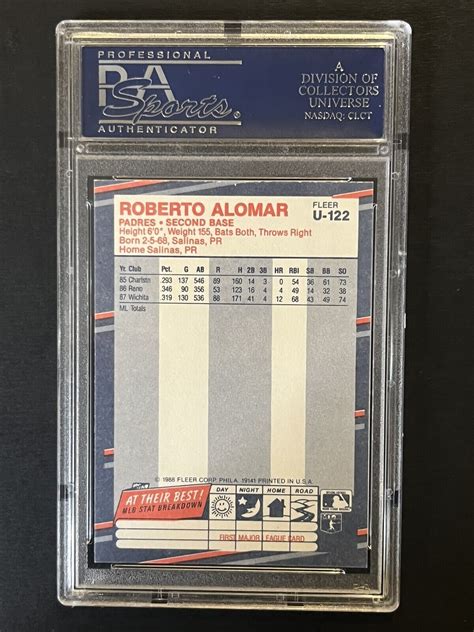 PROFESSIONAL
PSA
Sports®
AUTHENTICATOR
A
DIVISION OF
COLLECTORS
UNIVERSE
NASDAQ: CLCT
ROBERTO ALOMAR
PADRES • SECOND BASE
Height 6'0", Weight 155, Bats Both, Throws Right
Born 2-5-68, Salinas, PR
Home Salinas, PR
FLEER
U-122
Yr. Club Pct. G AB R H 2B 3B HR RBI SB BB SO
85 Charlstn .293 137 546 89 160 14 3 0 54 36 61 73
86 Reno .346 90 356 53 123 16 4 4 49 14 32 38
87 Wichita .319 130 536 88 171 41 4 12 68 43 49 74
ML Totals
© 1988 FLEER CORP. PHILA. 19141 PRINTED IN U.S.A.
AT THEIR BEST!
MLB STAT BREAKDOWN
DAY NIGHT HOME ROAD
FIRST MAJOR LEAGUE CARD